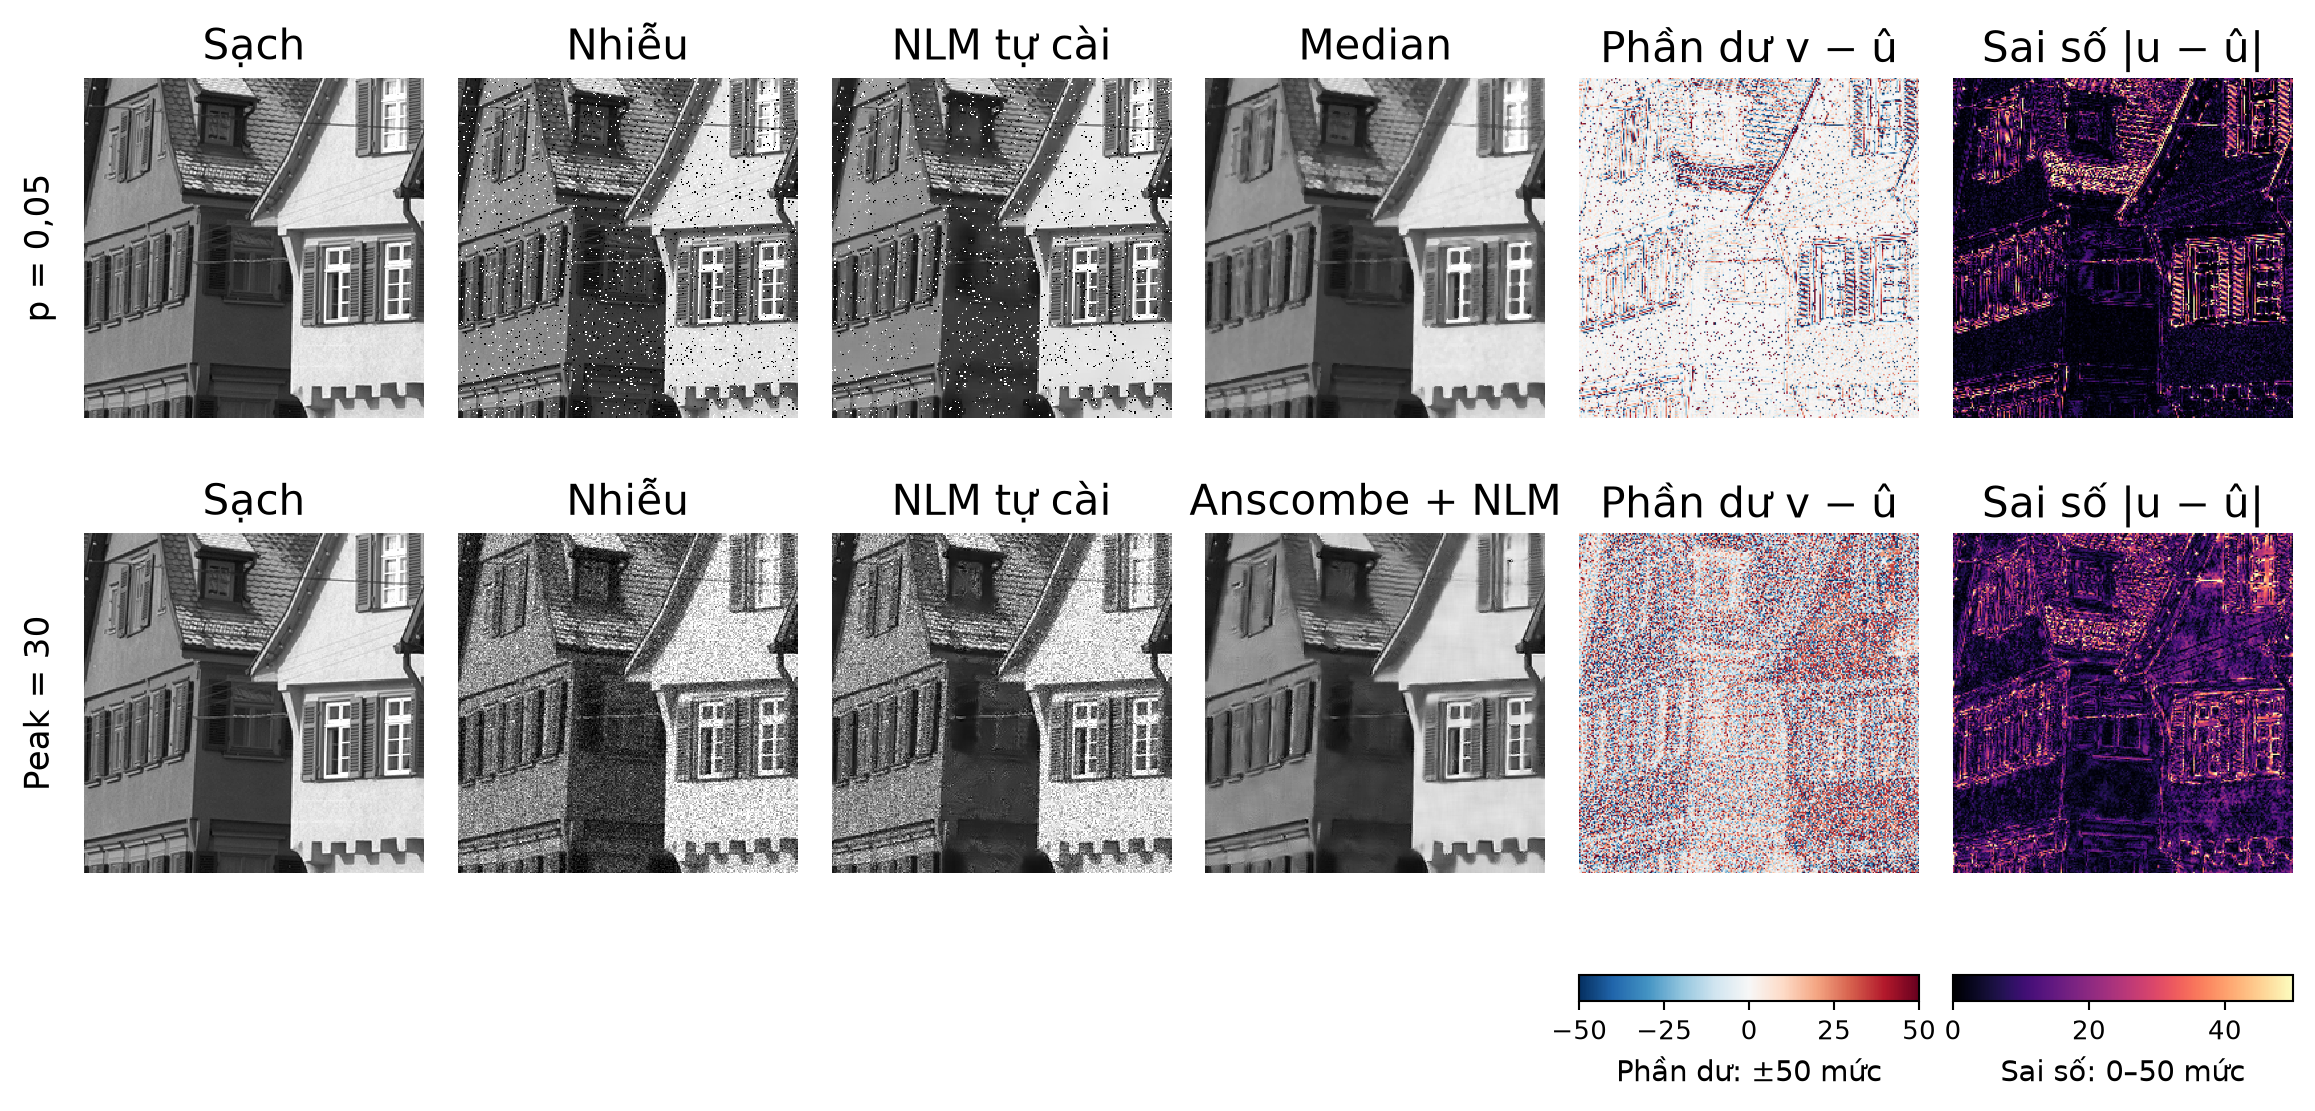 Sạch
Nhiễu
NLM tự cài
Median
Phần dư v − û
Sai số |u − û|
p = 0,05
Sạch
Nhiễu
NLM tự cài
Anscombe + NLM
Phần dư v − û
Sai số |u − û|
Peak = 30
−50 −25 0 25 50
Phần dư: ±50 mức
0 20 40
Sai số: 0–50 mức